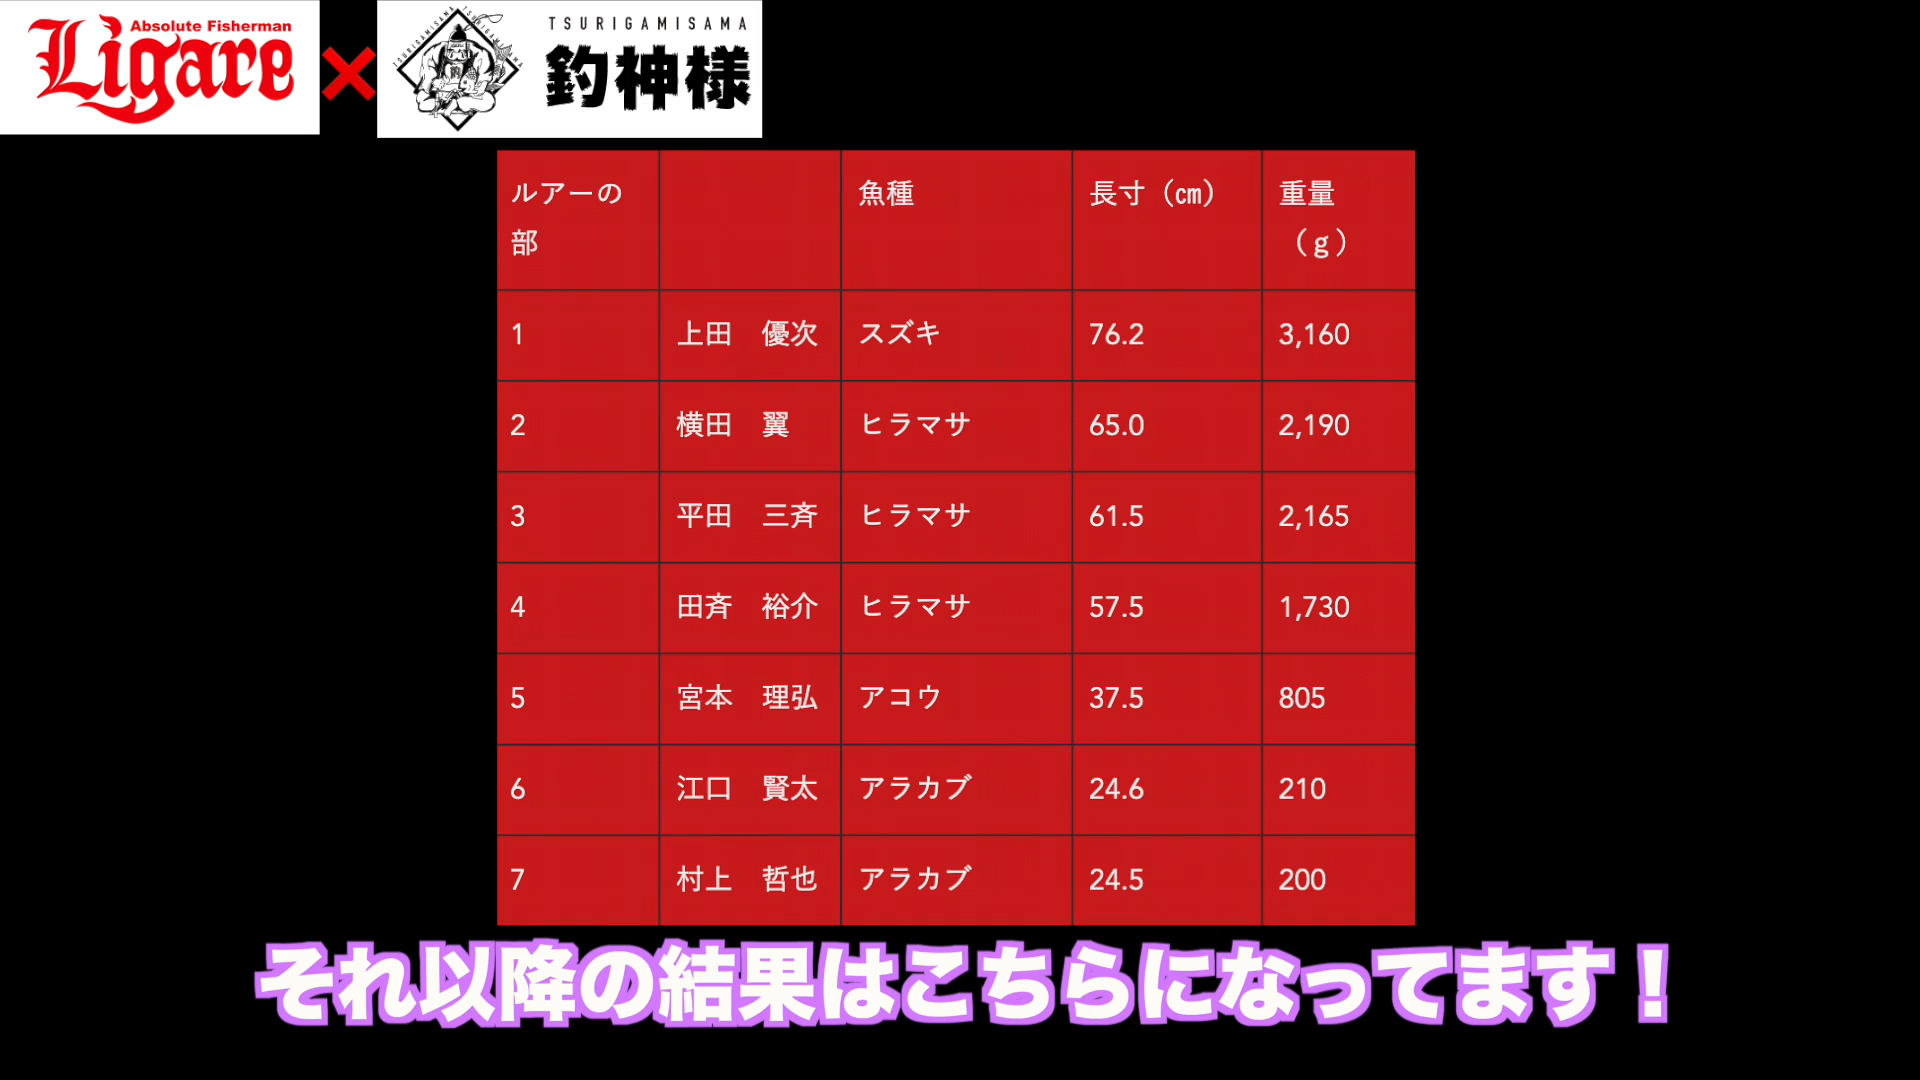 Absolute Fisherman
Ligare
×
TSURIGAMISAMA
釣神様
ルアーの部 魚種 長寸（㎝） 重量（ｇ）
1 上田　優次 スズキ 76.2 3,160
2 横田　翼 ヒラマサ 65.0 2,190
3 平田　三斉 ヒラマサ 61.5 2,165
4 田斉　裕介 ヒラマサ 57.5 1,730
5 宮本　理弘 アコウ 37.5 805
6 江口　賢太 アラカブ 24.6 210
7 村上　哲也 アラカブ 24.5 200
それ以降の結果はこちらになってます！